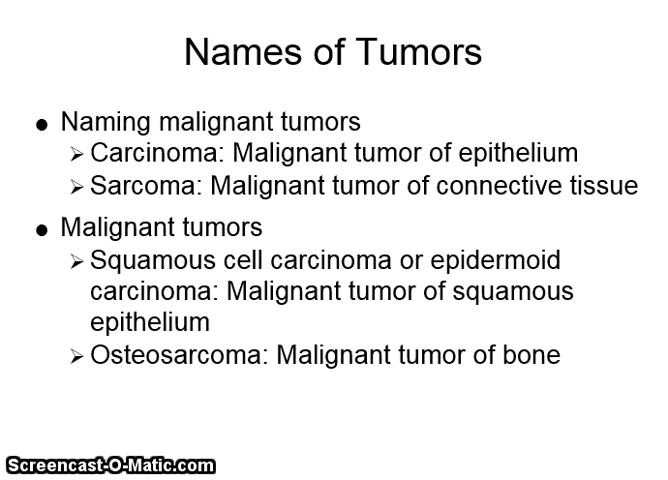 Names of Tumors
● Naming malignant tumors
➢ Carcinoma: Malignant tumor of epithelium
➢ Sarcoma: Malignant tumor of connective tissue
● Malignant tumors
➢ Squamous cell carcinoma or epidermoid
carcinoma: Malignant tumor of squamous
epithelium
➢ Osteosarcoma: Malignant tumor of bone
Screencast-O-Matic.com